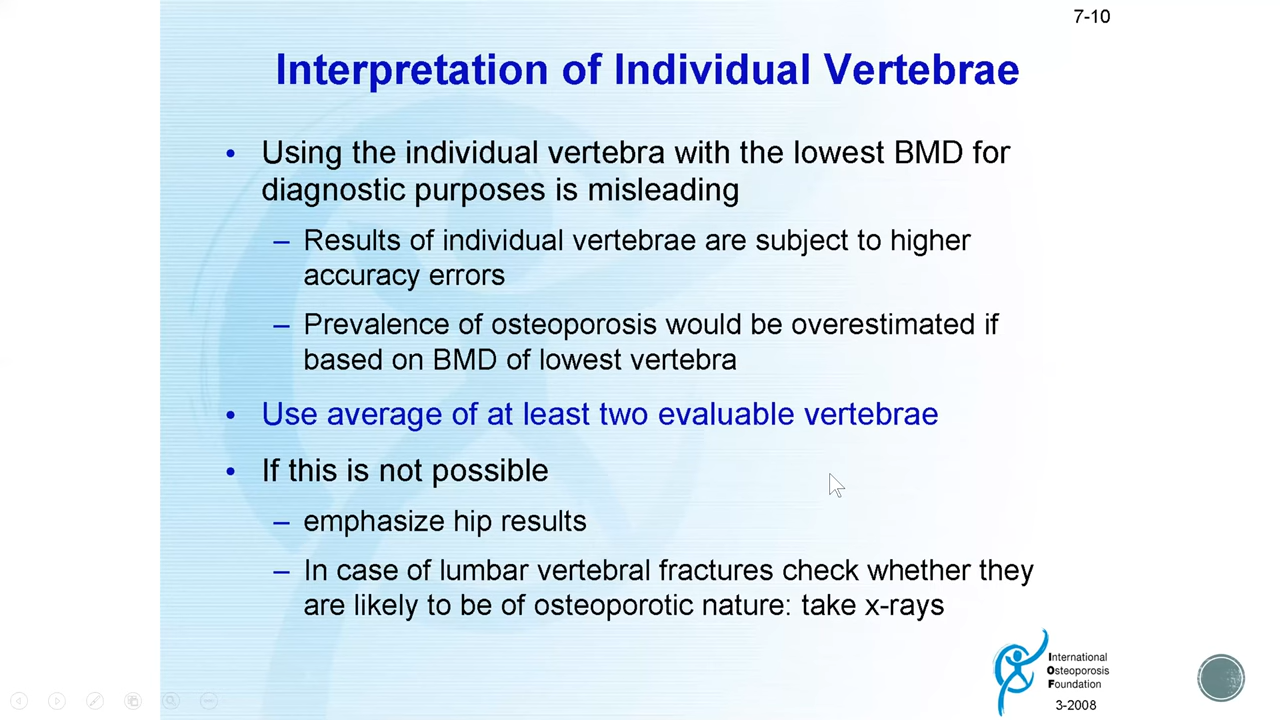 7-10
Interpretation of Individual Vertebrae
• Using the individual vertebra with the lowest BMD for
diagnostic purposes is misleading
– Results of individual vertebrae are subject to higher
accuracy errors
– Prevalence of osteoporosis would be overestimated if
based on BMD of lowest vertebra
• Use average of at least two evaluable vertebrae
• If this is not possible
– emphasize hip results
– In case of lumbar vertebral fractures check whether they
are likely to be of osteoporotic nature: take x-rays
International
Osteoporosis
Foundation
3-2008